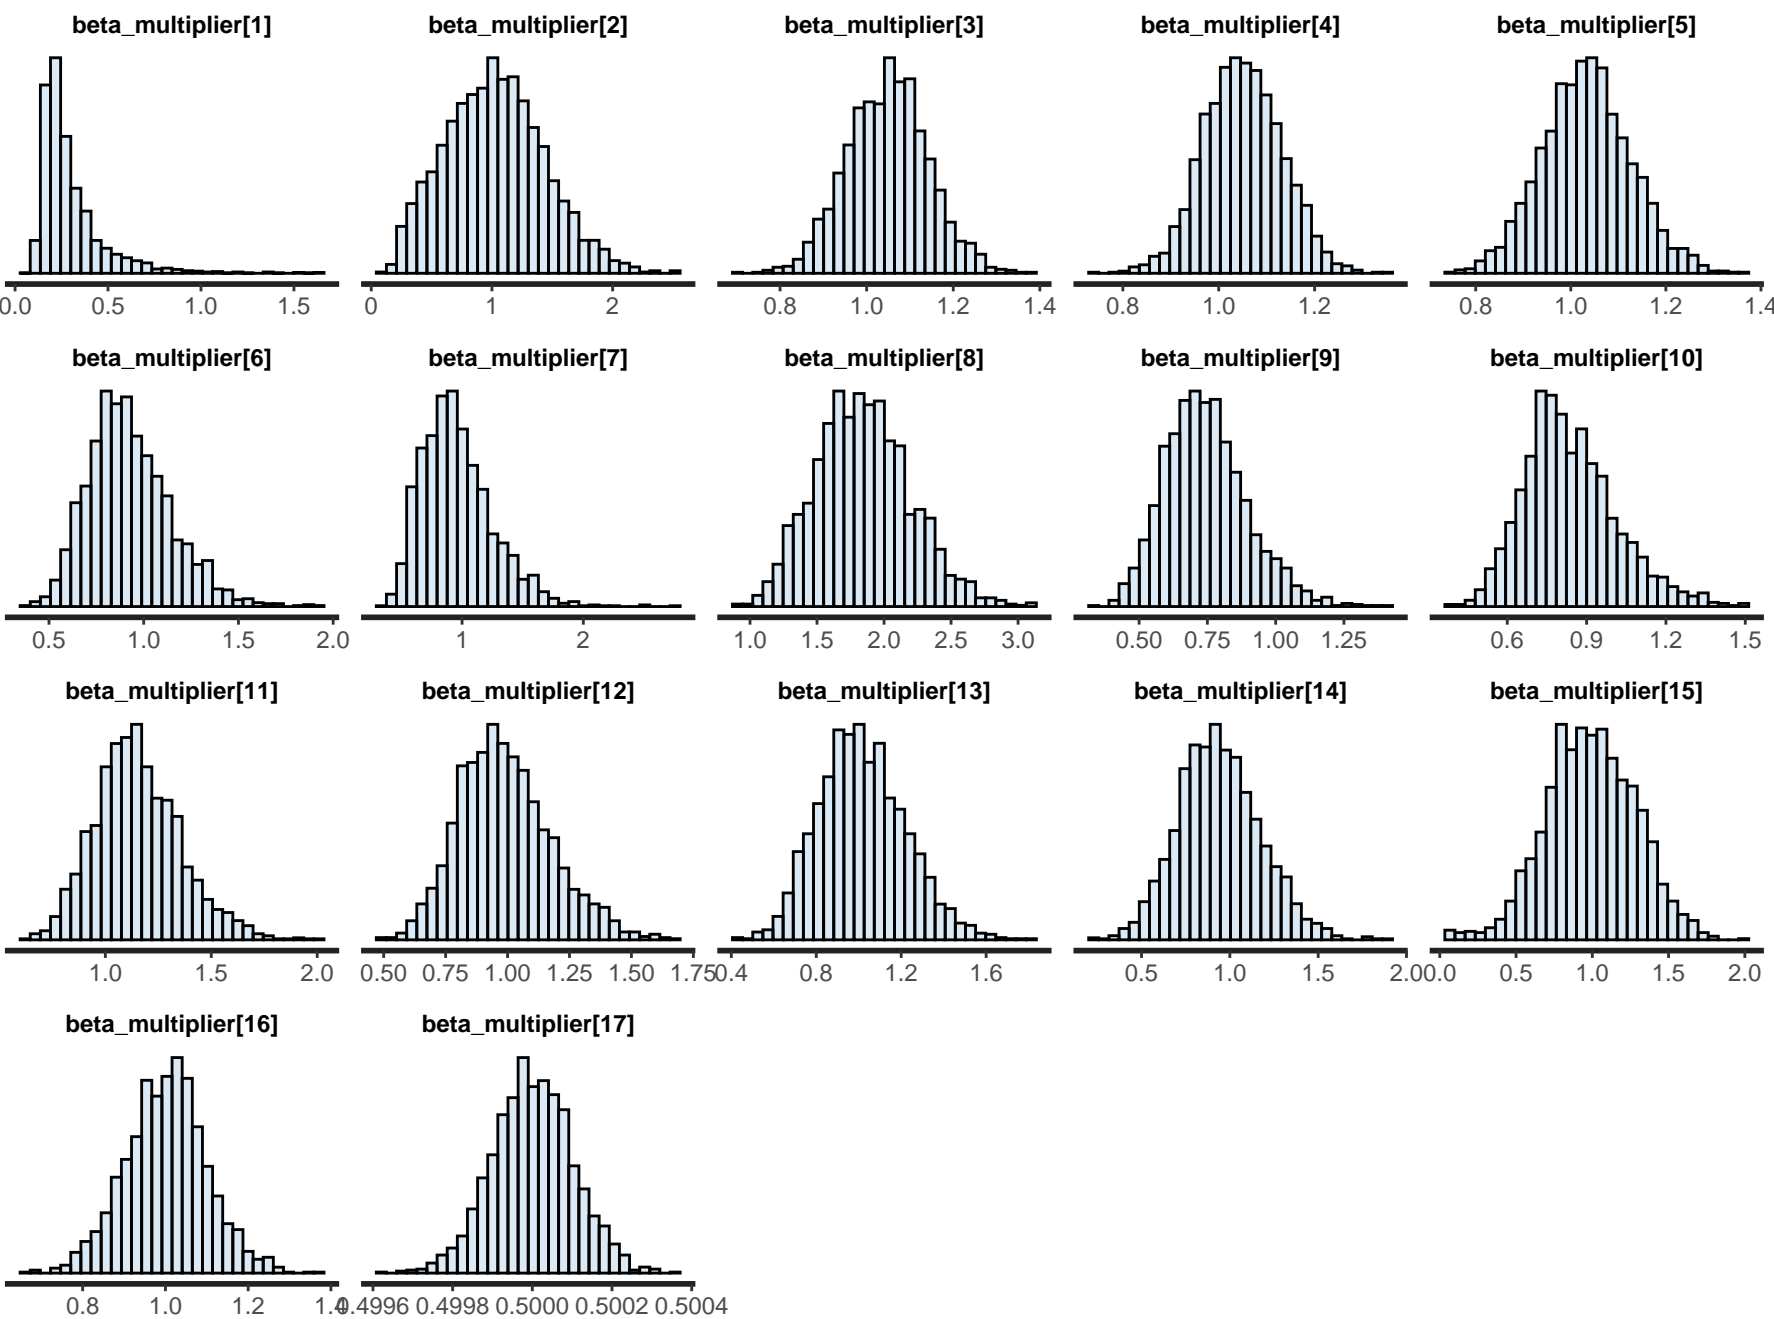 beta_multiplier[1] beta_multiplier[2] beta_multiplier[3] beta_multiplier[4] beta_multiplier[5]
0.0 0.5 1.0 1.5 0 1 2 0.8 1.0 1.2 1.4 0.8 1.0 1.2 0.8 1.0 1.2 1.4
beta_multiplier[6] beta_multiplier[7] beta_multiplier[8] beta_multiplier[9] beta_multiplier[10]
0.5 1.0 1.5 2.0 1 2 1.0 1.5 2.0 2.5 3.0 0.50 0.75 1.00 1.25 0.6 0.9 1.2 1.5
beta_multiplier[11] beta_multiplier[12] beta_multiplier[13] beta_multiplier[14] beta_multiplier[15]
1.0 1.5 2.0 0.50 0.75 1.00 1.25 1.50 1.75 0.4 0.8 1.2 1.6 0.5 1.0 1.5 2.0 0.0 0.5 1.0 1.5 2.0
beta_multiplier[16] beta_multiplier[17]
0.8 1.0 1.2 1.4 0.4996 0.4998 0.5000 0.5002 0.5004